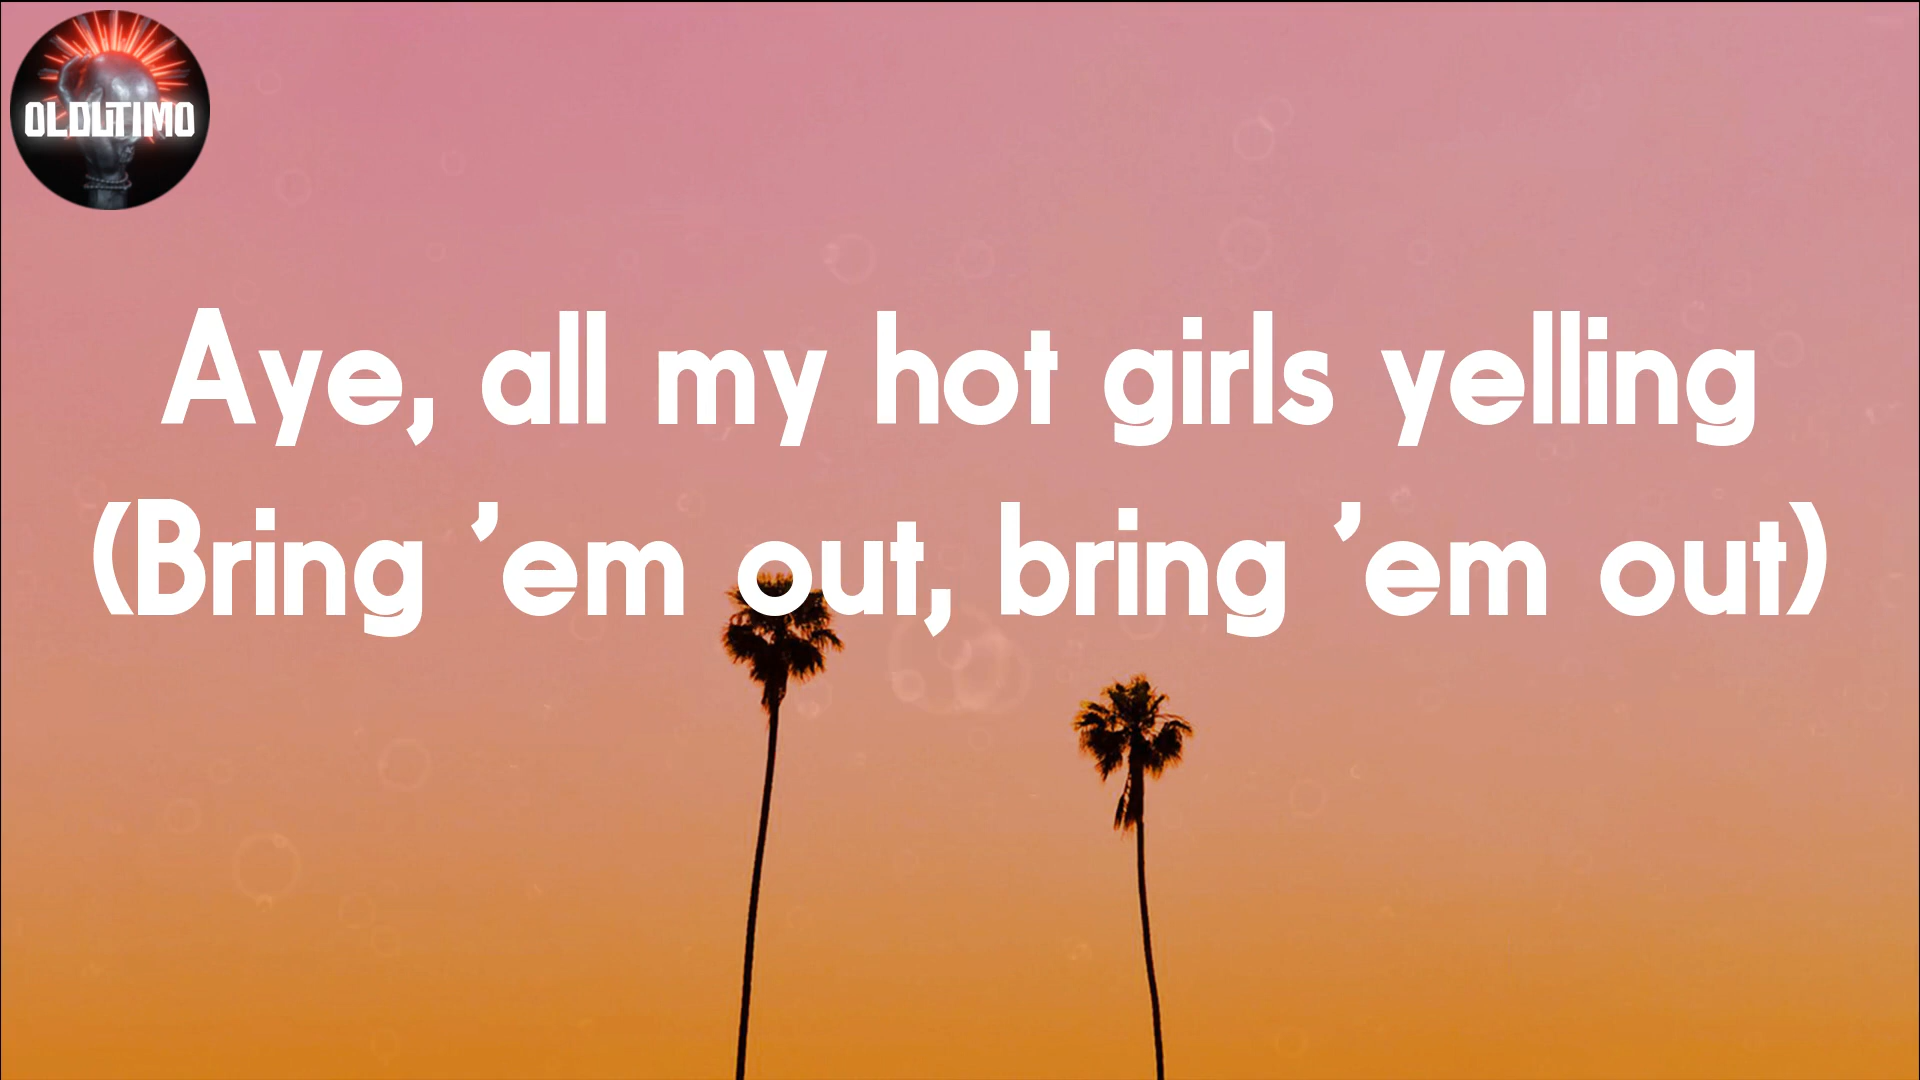 OLDUTIMO
Aye, all my hot girls yelling
(Bring ’em out, bring ’em out)